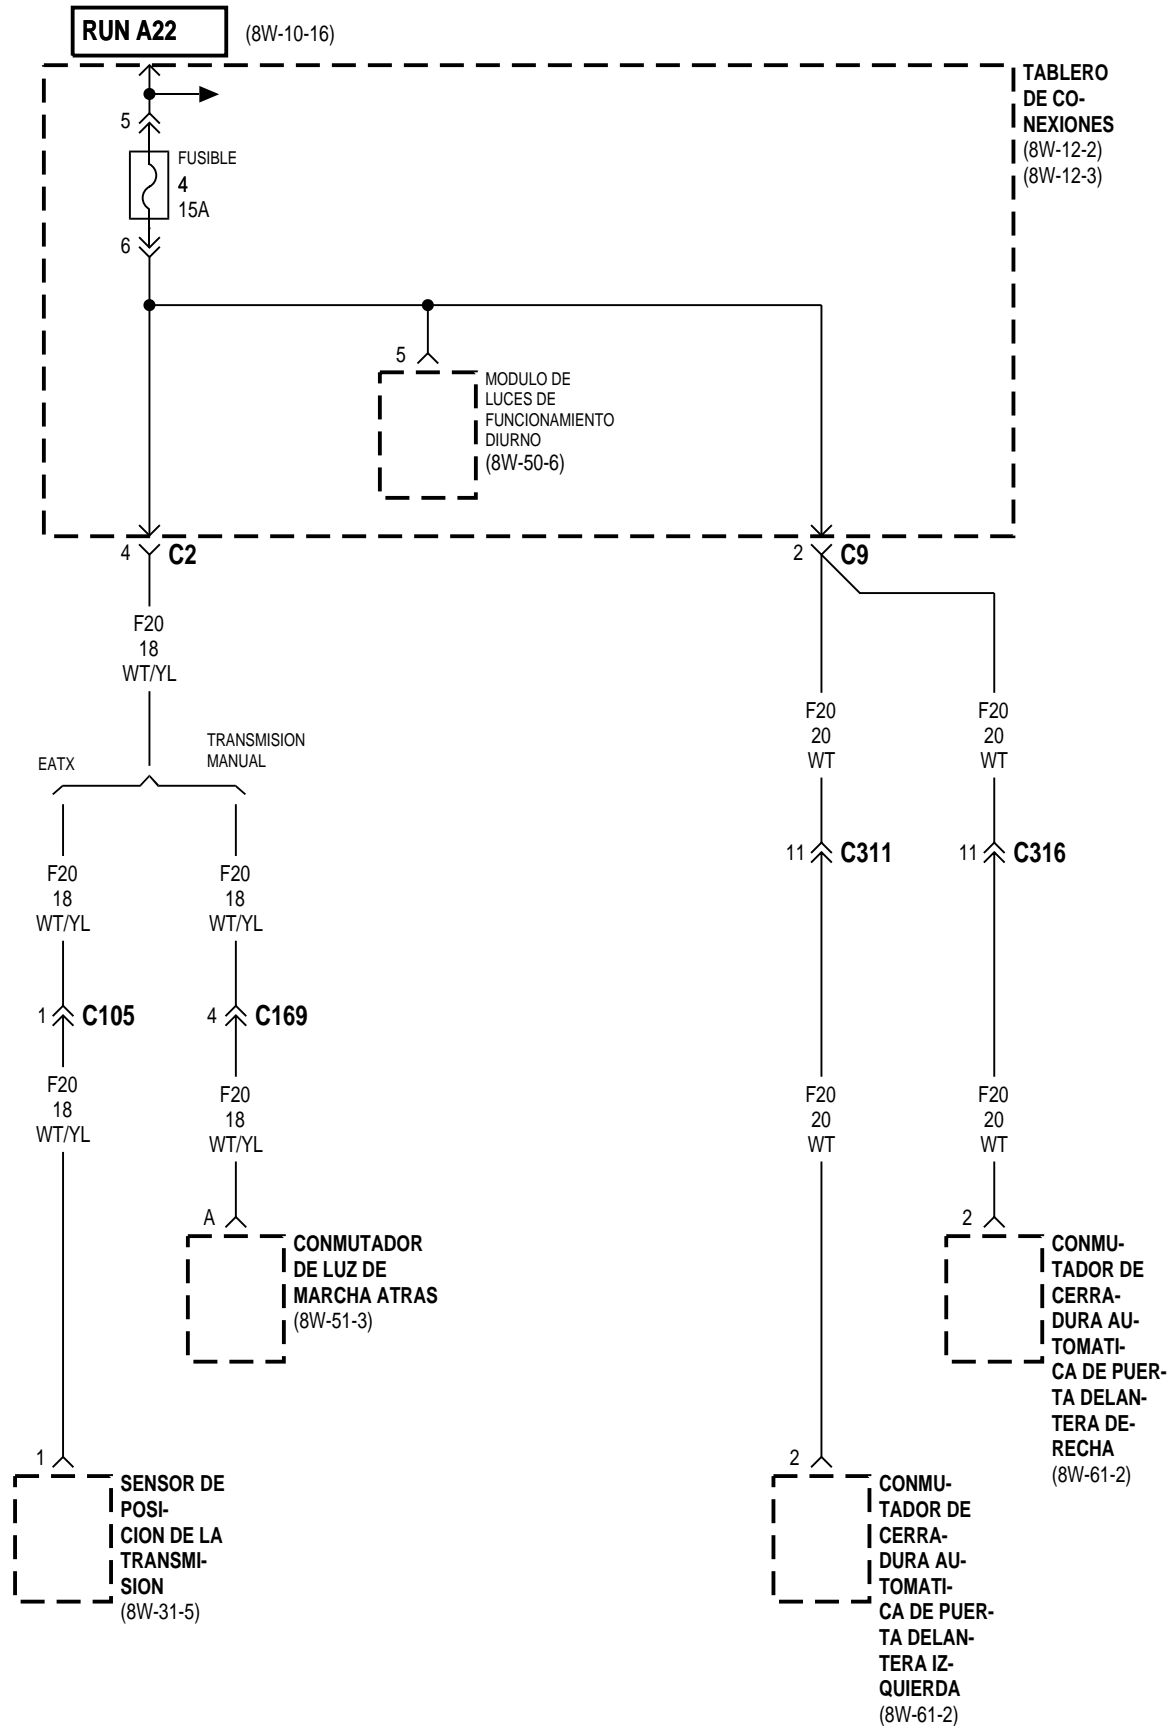 RUN A22
(8W-10-16)
TABLERO
DE CO-
NEXIONES
(8W-12-2)
(8W-12-3)
5
FUSIBLE
4
15A
6
5
MODULO DE
LUCES DE
FUNCIONAMIENTO
DIURNO
(8W-50-6)
4
C2
2
C9
F20
18
WT/YL
F20
20
WT
F20
20
WT
EATX
TRANSMISION
MANUAL
11
C311
11
C316
F20
18
WT/YL
F20
18
WT/YL
1
C105
4
C169
F20
18
WT/YL
F20
18
WT/YL
F20
20
WT
F20
20
WT
A
CONMUTADOR
DE LUZ DE
MARCHA ATRAS
(8W-51-3)
2
CONMU-
TADOR DE
CERRA-
DURA AU-
TOMATI-
CA DE PUER-
TA DELAN-
TERA DE-
RECHA
(8W-61-2)
1
SENSOR DE
POSI-
CION DE LA
TRANSMI-
SION
(8W-31-5)
2
CONMU-
TADOR DE
CERRA-
DURA AU-
TOMATI-
CA DE PUER-
TA DELAN-
TERA IZ-
QUIERDA
(8W-61-2)